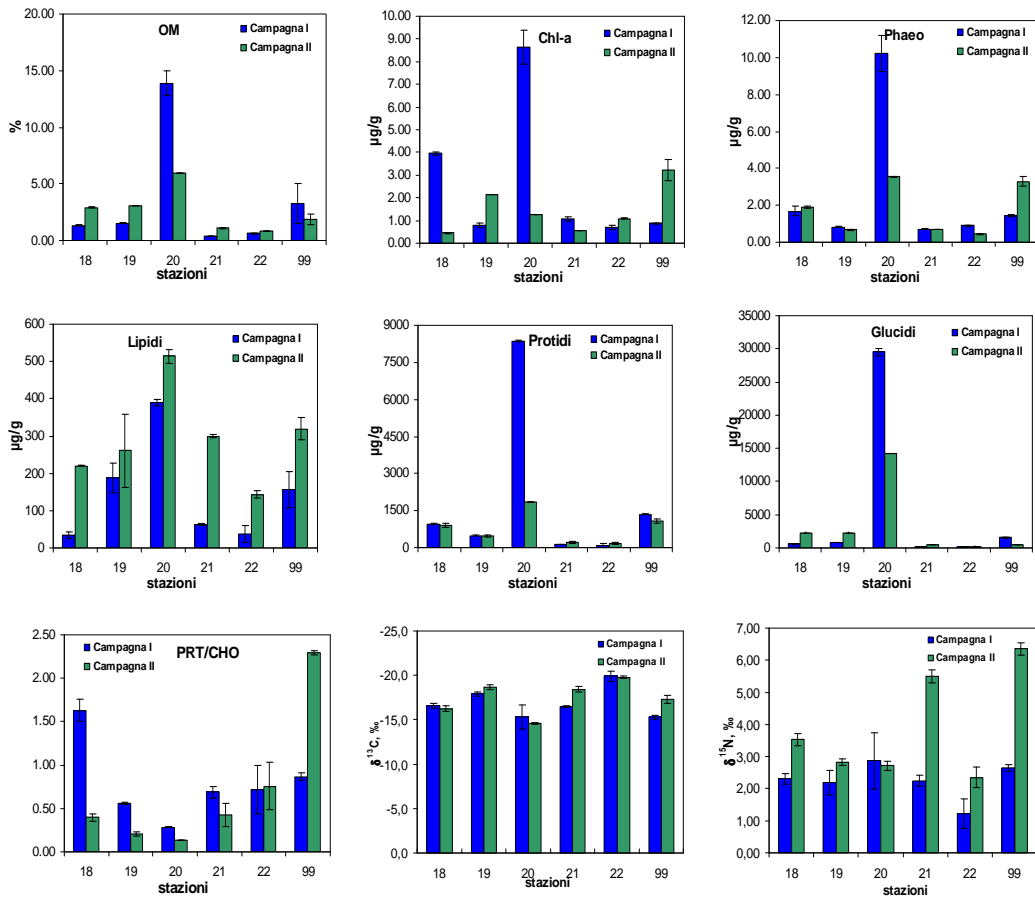 OM
Campagna I
Campagna II
%
20.00
15.00
10.00
5.00
0.00
18 19 20 21 22 99
stazioni
Chl-a
Campagna I
Campagna II
µg/g
10.00
9.00
8.00
7.00
6.00
5.00
4.00
3.00
2.00
1.00
0.00
18 19 20 21 22 99
stazioni
Phaeo
Campagna I
Campagna II
µg/g
12.00
10.00
8.00
6.00
4.00
2.00
0.00
18 19 20 21 22 99
stazioni
Lipidi
Campagna I
Campagna II
µg/g
600
500
400
300
200
100
0
18 19 20 21 22 99
stazioni
Protidi
Campagna I
Campagna II
µg/g
9000
7500
6000
4500
3000
1500
0
18 19 20 21 22 99
stazioni
Glucidi
Campagna I
Campagna II
µg/g
35000
30000
25000
20000
15000
10000
5000
0
18 19 20 21 22 99
stazioni
PRT/CHO
Campagna I
Campagna II
2.50
2.00
1.50
1.00
0.50
0.00
18 19 20 21 22 99
stazioni
Campagna I
Campagna II
δ13C, ‰
-25,0
-20,0
-15,0
-10,0
-5,0
0,0
18 19 20 21 22 99
stazioni
Campagna I
Campagna II
δ15N, ‰
7,00
6,00
5,00
4,00
3,00
2,00
1,00
0,00
18 19 20 21 22 99
stazioni